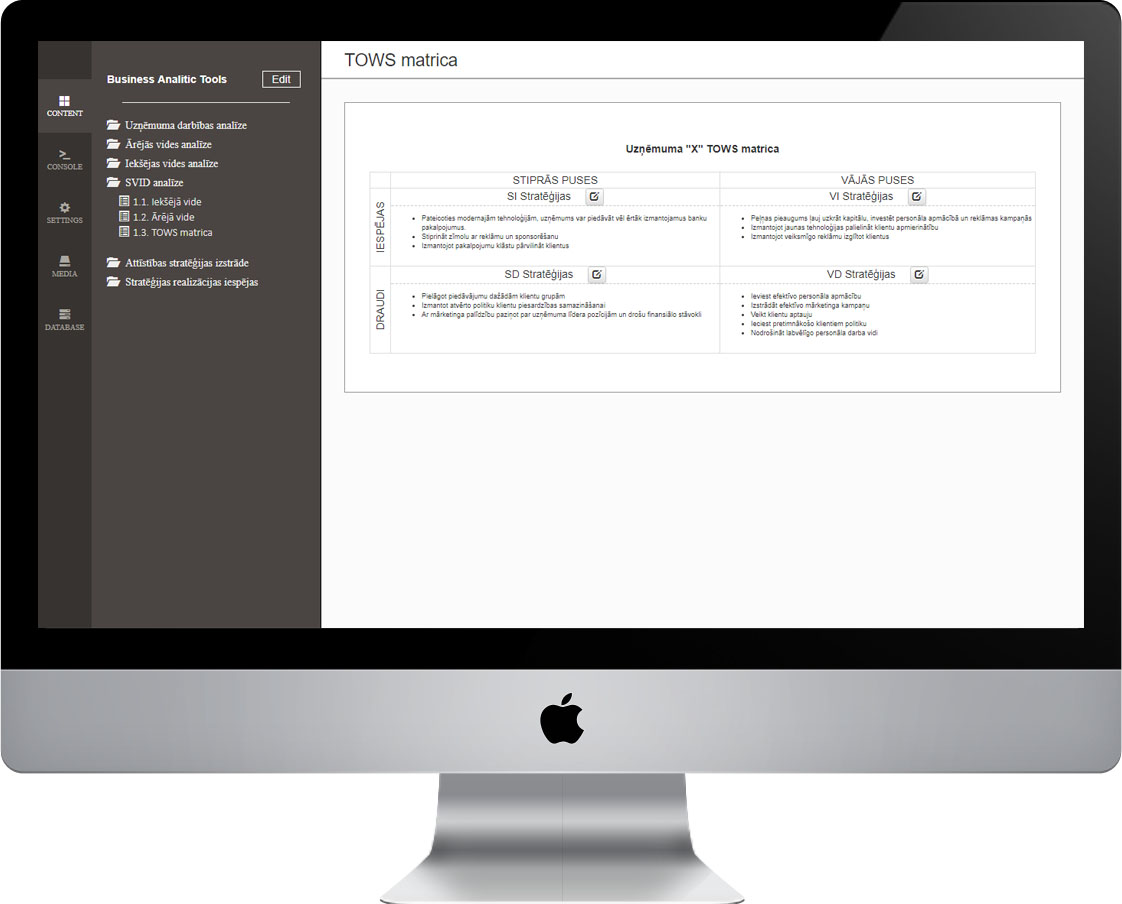 TOWS matrica
Business Analitic Tools
Edit
CONTENT
CONSOLE
SETTINGS
MEDIA
DATABASE
Uzņēmuma darbības analīze
Ārējās vides analīze
Iekšējas vides analīze
SVID analīze
1.1. Iekšējā vide
1.2. Ārējā vide
1.3. TOWS matrica
Attīstības stratēģijas izstrāde
Stratēģijas realizācijas iespējas
Uzņēmuma "X" TOWS matrica
STIPRĀS PUSES
VĀJĀS PUSES
IESPĒJAS
SI Stratēģijas
Pateicoties modernajām tehnoloģijām, uzņēmums var piedāvāt vēl ērtāk izmantojamus banku
pakalpojumus.
Stiprināt zīmolu ar reklāmu un sponsorēšanu
Izmantojot pakalpojumu klāstu pārvilināt klientus
VI Stratēģijas
Peļņas pieaugums ļauj uzkrāt kapitālu, investēt personāla apmācībā un reklāmas kampaņās
Izmantojot jaunas tehnoloģijas palielināt klientu apmierinātību
Izmantojot veiksmīgo reklāmu izglītot klientus
DRAUDI
SD Stratēģijas
Pielāgot piedāvājumu dažādām klientu grupām
Izmantot atvērto politiku klientu piesardzības samazināšanai
Ar mārketinga palīdzību paziņot par uzņēmuma līdera pozīcijām un drošu finansiālo stāvokli
VD Stratēģijas
Ieviest efektīvo personāla apmācību
Izstrādāt efektīvo mārketinga kampaņu
Veikt klientu aptauju
Ieciest pretimnākošo klientiem politiku
Nodrošināt labvēlīgo personāla darba vidi